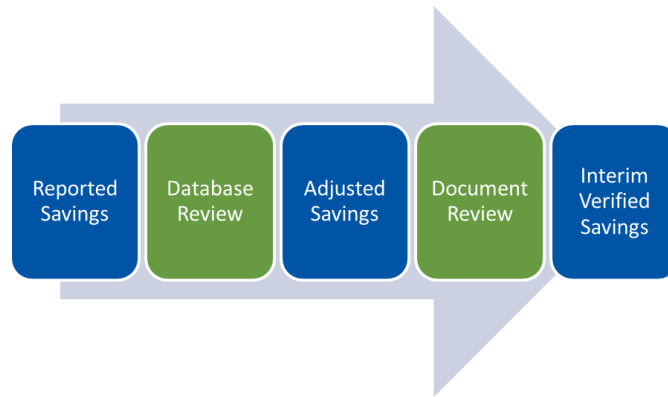 Reported
Savings
Database
Review
Adjusted
Savings
Document
Review
Interim
Verified
Savings